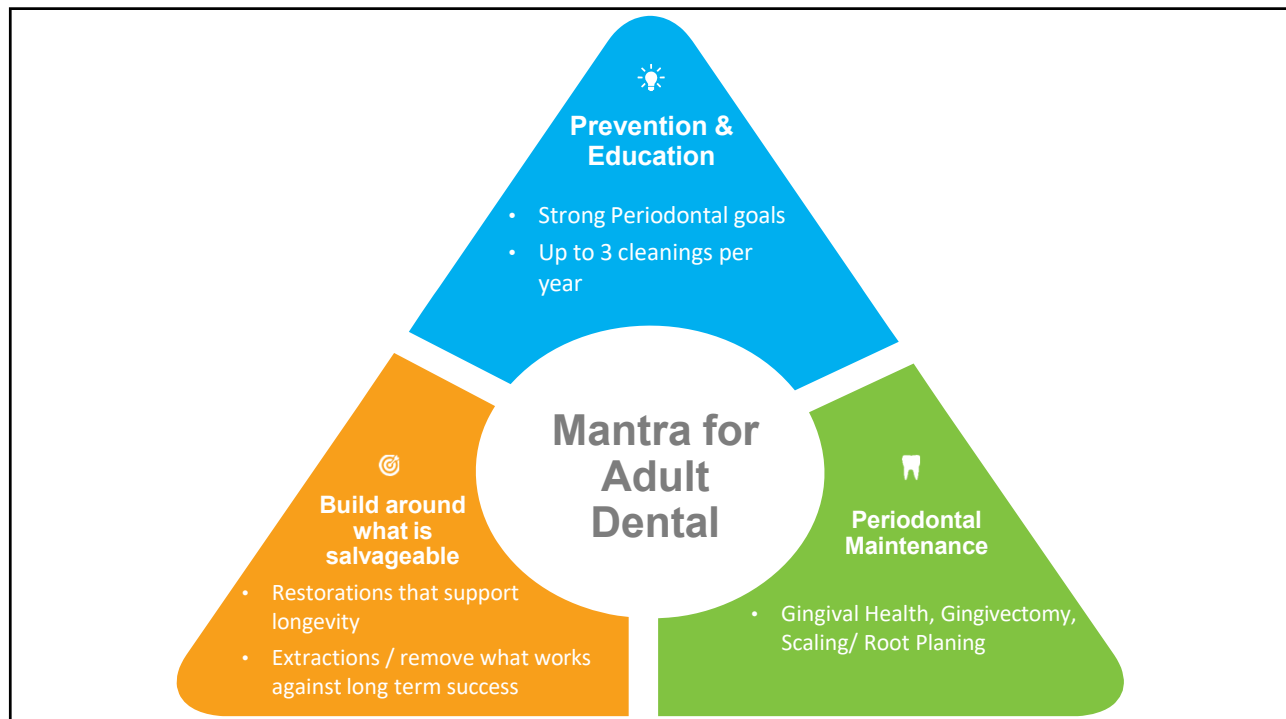 Prevention &
Education
• Strong Periodontal goals
• Up to 3 cleanings per
year
Mantra for
Adult
Dental
Build around
what is
salvageable
• Restorations that support
longevity
• Extractions / remove what works
against long term success
Periodontal
Maintenance
• Gingival Health, Gingivectomy,
Scaling/ Root Planing